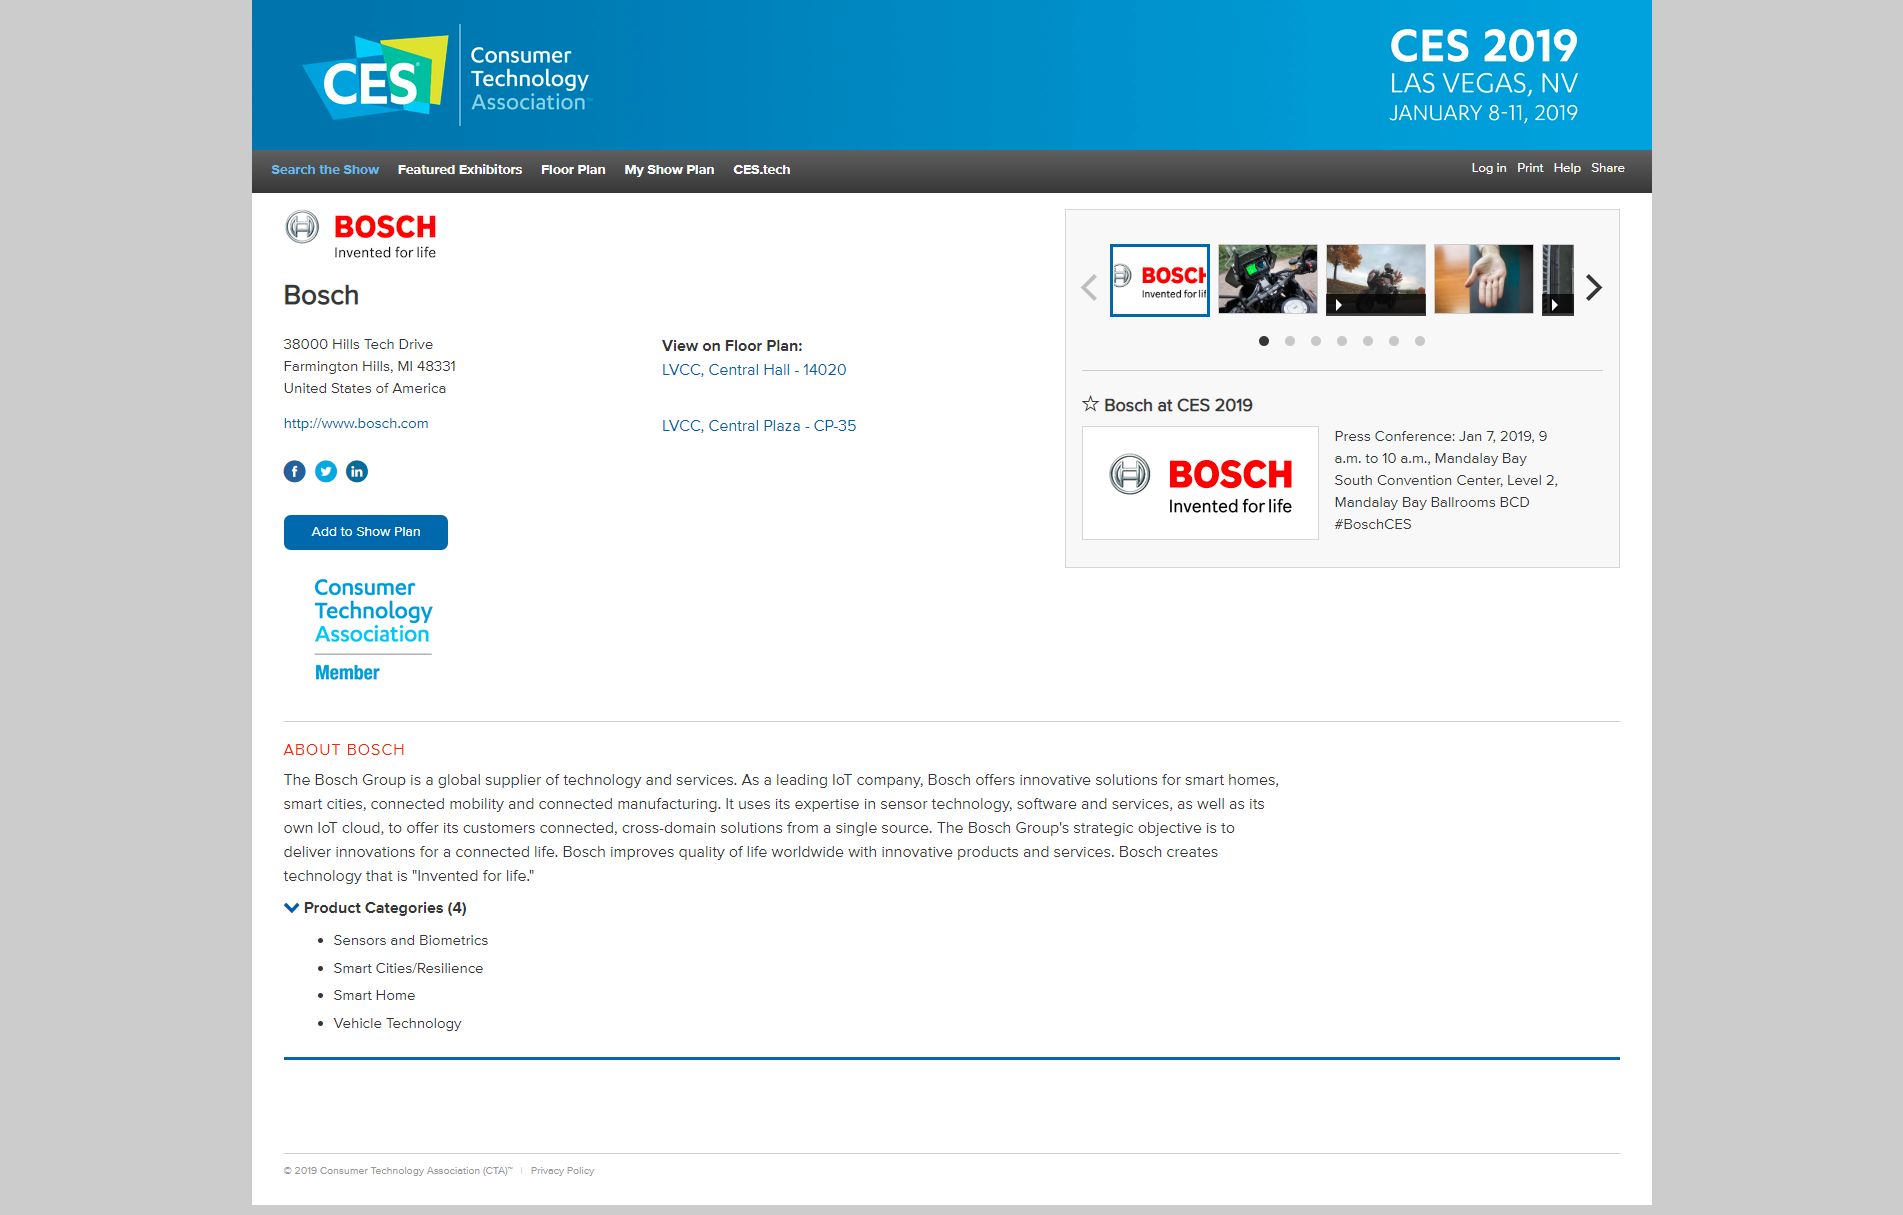 CES
Consumer
Technology
Association™
CES 2019
LAS VEGAS, NV
JANUARY 8-11, 2019
Search the Show Featured Exhibitors Floor Plan My Show Plan CES.tech
Log in Print Help Share
BOSCH
Invented for life
Bosch
38000 Hills Tech Drive
Farmington Hills, MI 48331
United States of America
http://www.bosch.com
Add to Show Plan
Consumer
Technology
Association
Member
View on Floor Plan:
LVCC, Central Hall - 14020
LVCC, Central Plaza - CP-35
BOSCH
Invented for lif
Bosch at CES 2019
BOSCH
Invented for life
Press Conference: Jan 7, 2019, 9
a.m. to 10 a.m., Mandalay Bay
South Convention Center, Level 2,
Mandalay Bay Ballrooms BCD
#BoschCES
ABOUT BOSCH
The Bosch Group is a global supplier of technology and services. As a leading IoT company, Bosch offers innovative solutions for smart homes,
smart cities, connected mobility and connected manufacturing. It uses its expertise in sensor technology, software and services, as well as its
own IoT cloud, to offer its customers connected, cross-domain solutions from a single source. The Bosch Group's strategic objective is to
deliver innovations for a connected life. Bosch improves quality of life worldwide with innovative products and services. Bosch creates
technology that is "Invented for life."
Product Categories (4)
• Sensors and Biometrics
• Smart Cities/Resilience
• Smart Home
• Vehicle Technology
© 2019 Consumer Technology Association (CTA)™ | Privacy Policy